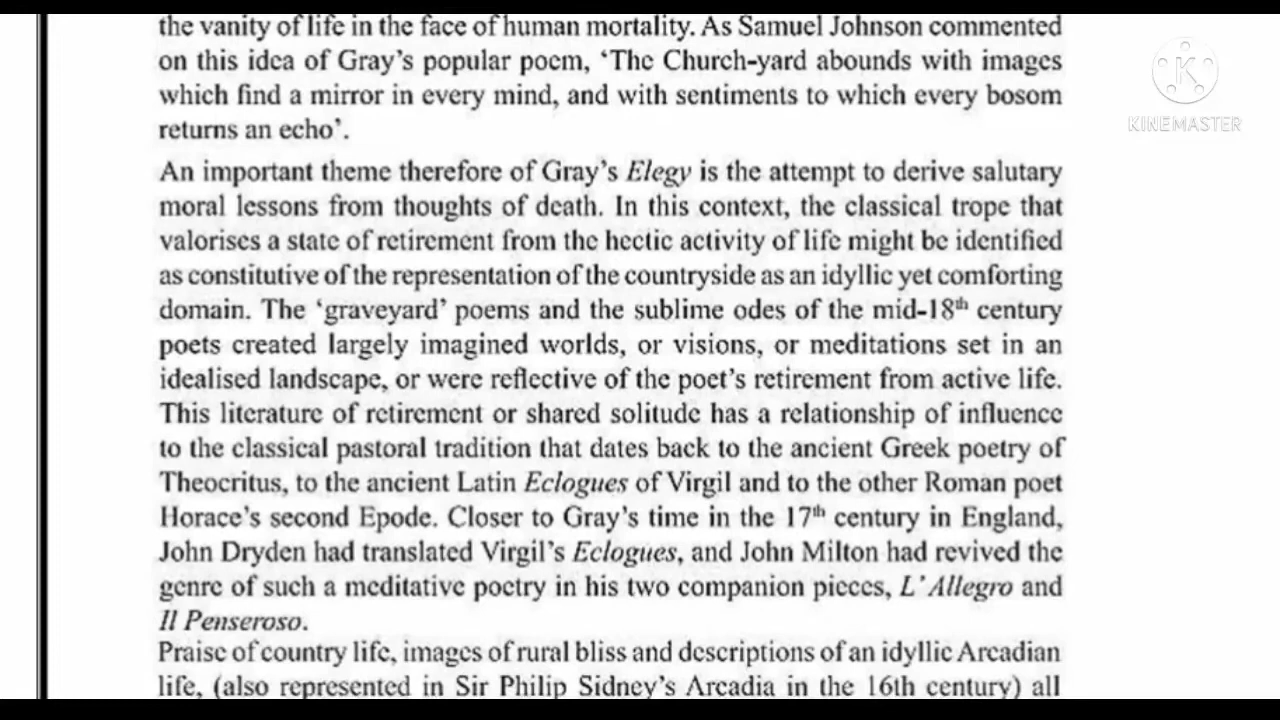 the vanity of life in the face of human mortality. As Samuel Johnson commented
on this idea of Gray's popular poem, 'The Church-yard abounds with images
which find a mirror in every mind, and with sentiments to which every bosom
returns an echo'.
An important theme therefore of Gray's Elegy is the attempt to derive salutary
moral lessons from thoughts of death. In this context, the classical trope that
valorises a state of retirement from the hectic activity of life might be identified
as constitutive of the representation of the countryside as an idyllic yet comforting
domain. The 'graveyard' poems and the sublime odes of the mid-18th century
poets created largely imagined worlds, or visions, or meditations set in an
idealised landscape, or were reflective of the poet's retirement from active life.
This literature of retirement or shared solitude has a relationship of influence
to the classical pastoral tradition that dates back to the ancient Greek poetry of
Theocritus, to the ancient Latin Eclogues of Virgil and to the other Roman poet
Horace's second Epode. Closer to Gray's time in the 17th century in England,
John Dryden had translated Virgil's Eclogues, and John Milton had revived the
genre of such a meditative poetry in his two companion pieces, L' Allegro and
Il Penseroso.
Praise of country life, images of rural bliss and descriptions of an idyllic Arcadian
life, (also represented in Sir Philip Sidney's Arcadia in the 16th century) all
K
KINEMASTER